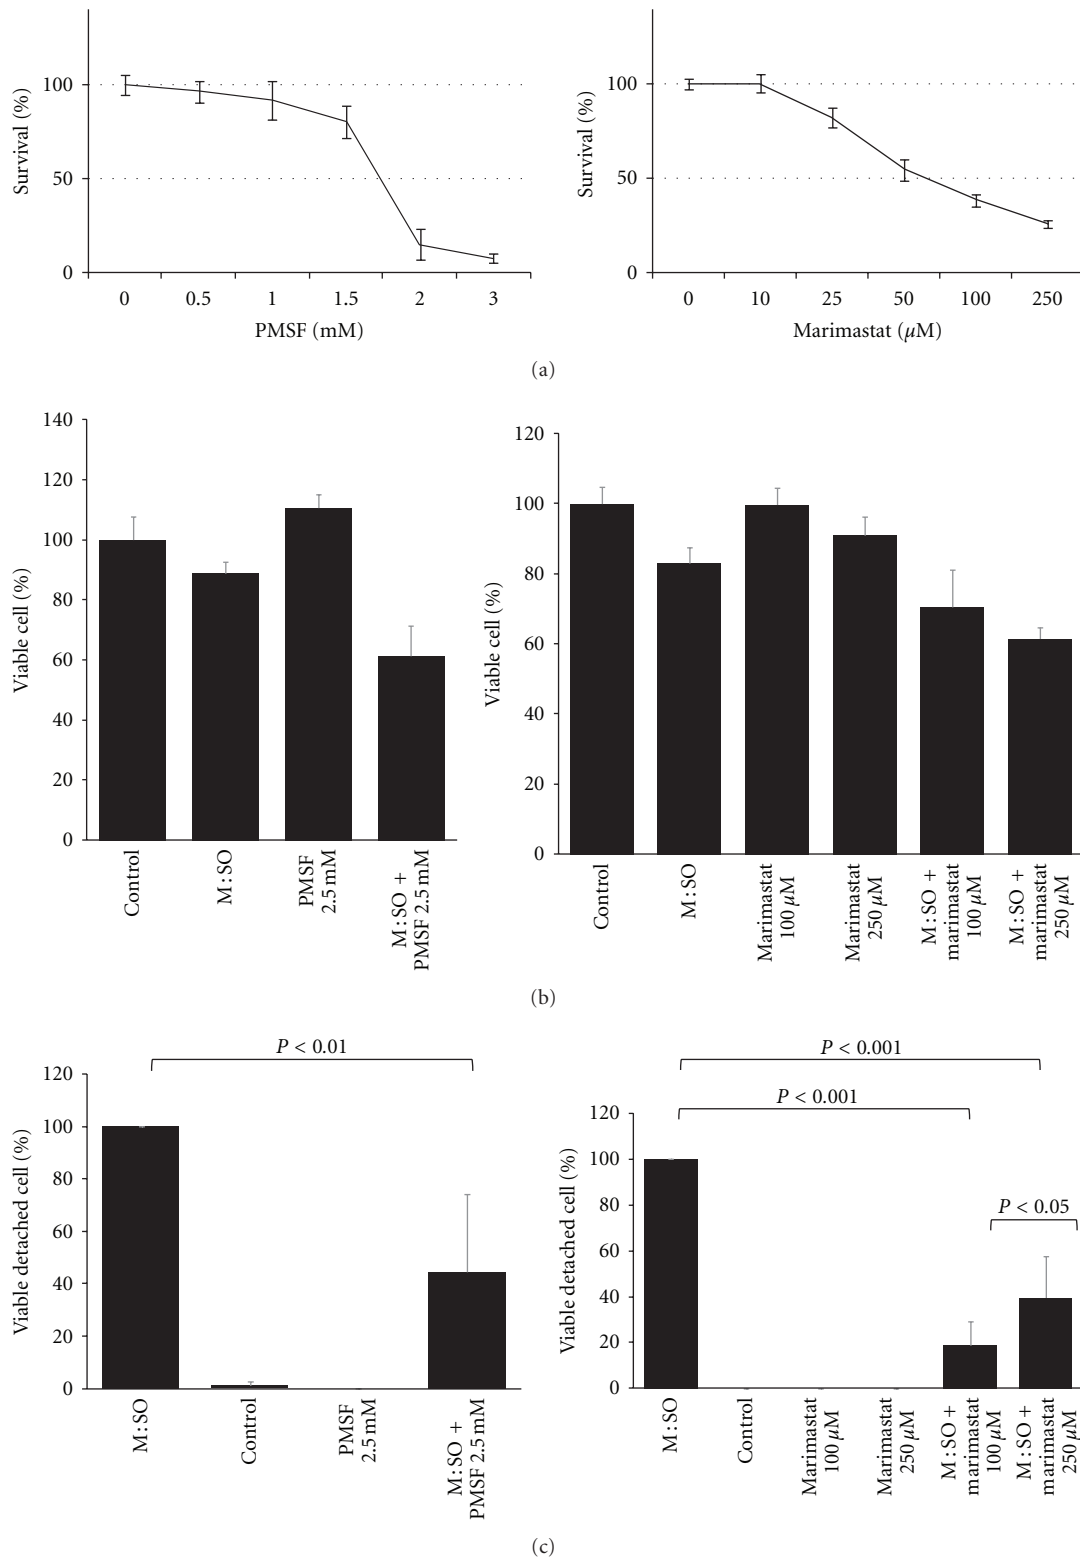 Survival (%)
100
50
0
0 0.5 1 1.5 2 3
PMSF (mM)
Survival (%)
100
50
0
0 10 25 50 100 250
Marimastat (µM)
(a)
Viable cell (%)
140
120
100
80
60
40
20
0
Control
M:SO
PMSF
2.5 mM
M:SO +
PMSF 2.5 mM
Viable cell (%)
120
100
80
60
40
20
0
Control
M:SO
Marimastat
100 µM
Marimastat
250 µM
M:SO +
marimastat
100 µM
M:SO +
marimastat
250 µM
(b)
P < 0.01
Viable detached cell (%)
120
100
80
60
40
20
0
M:SO
Control
PMSF
2.5 mM
M:SO +
PMSF 2.5 mM
P < 0.001
P < 0.001
P < 0.05
Viable detached cell (%)
120
100
80
60
40
20
0
M:SO
Control
Marimastat
100 µM
Marimastat
250 µM
M:SO +
marimastat
100 µM
M:SO +
marimastat
250 µM
(c)